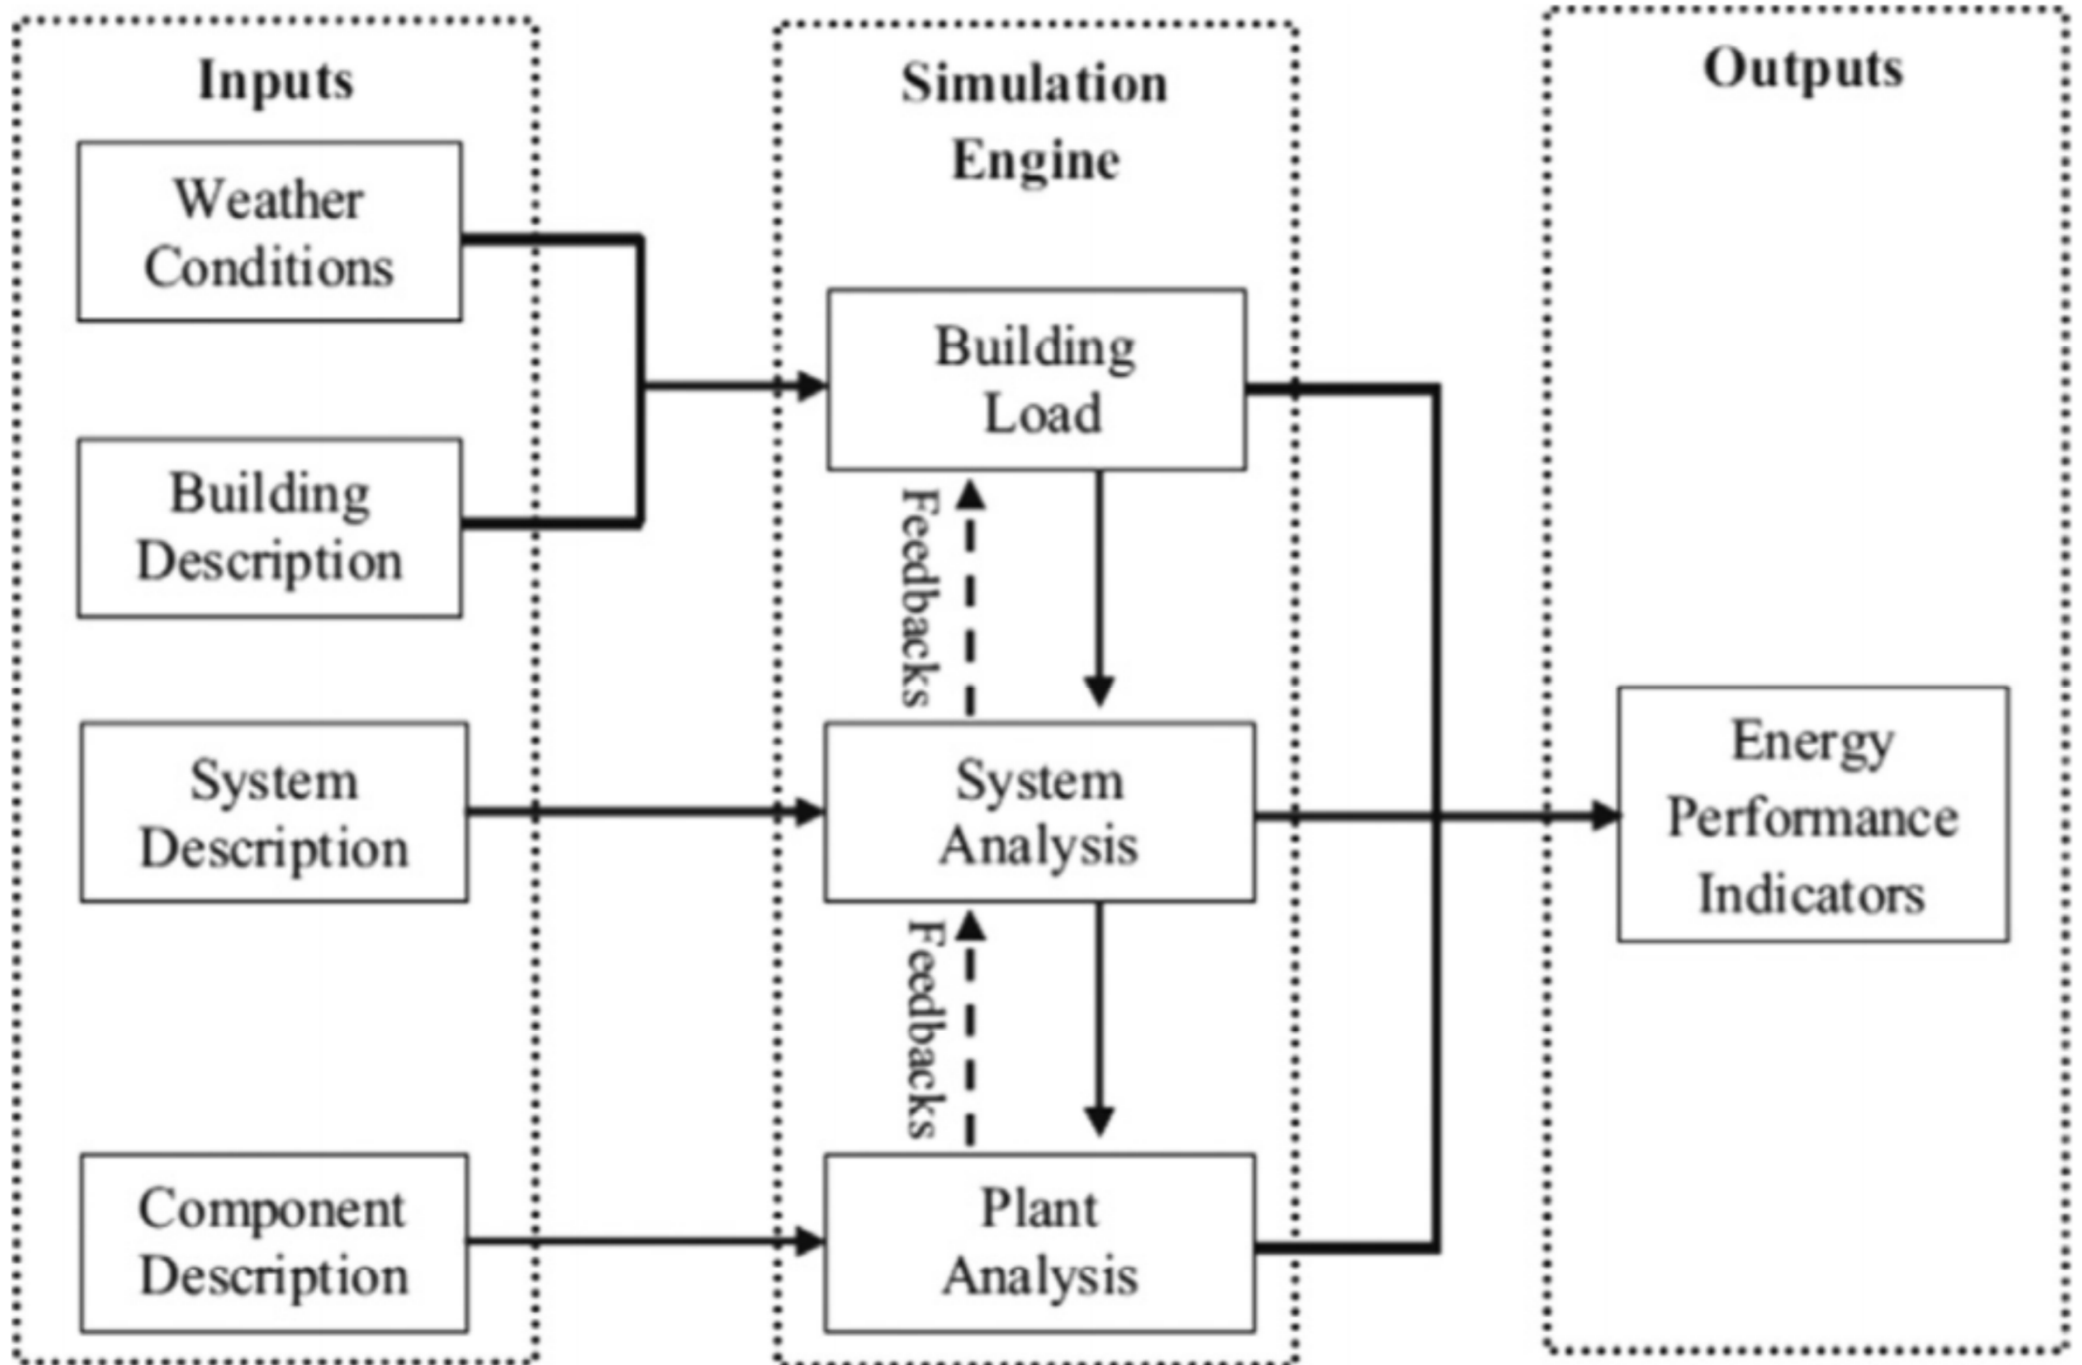 Inputs
Weather
Conditions
Building
Description
System
Description
Component
Description
Simulation
Engine
Building
Load
Feedbacks
System
Analysis
Feedbacks
Plant
Analysis
Outputs
Energy
Performance
Indicators